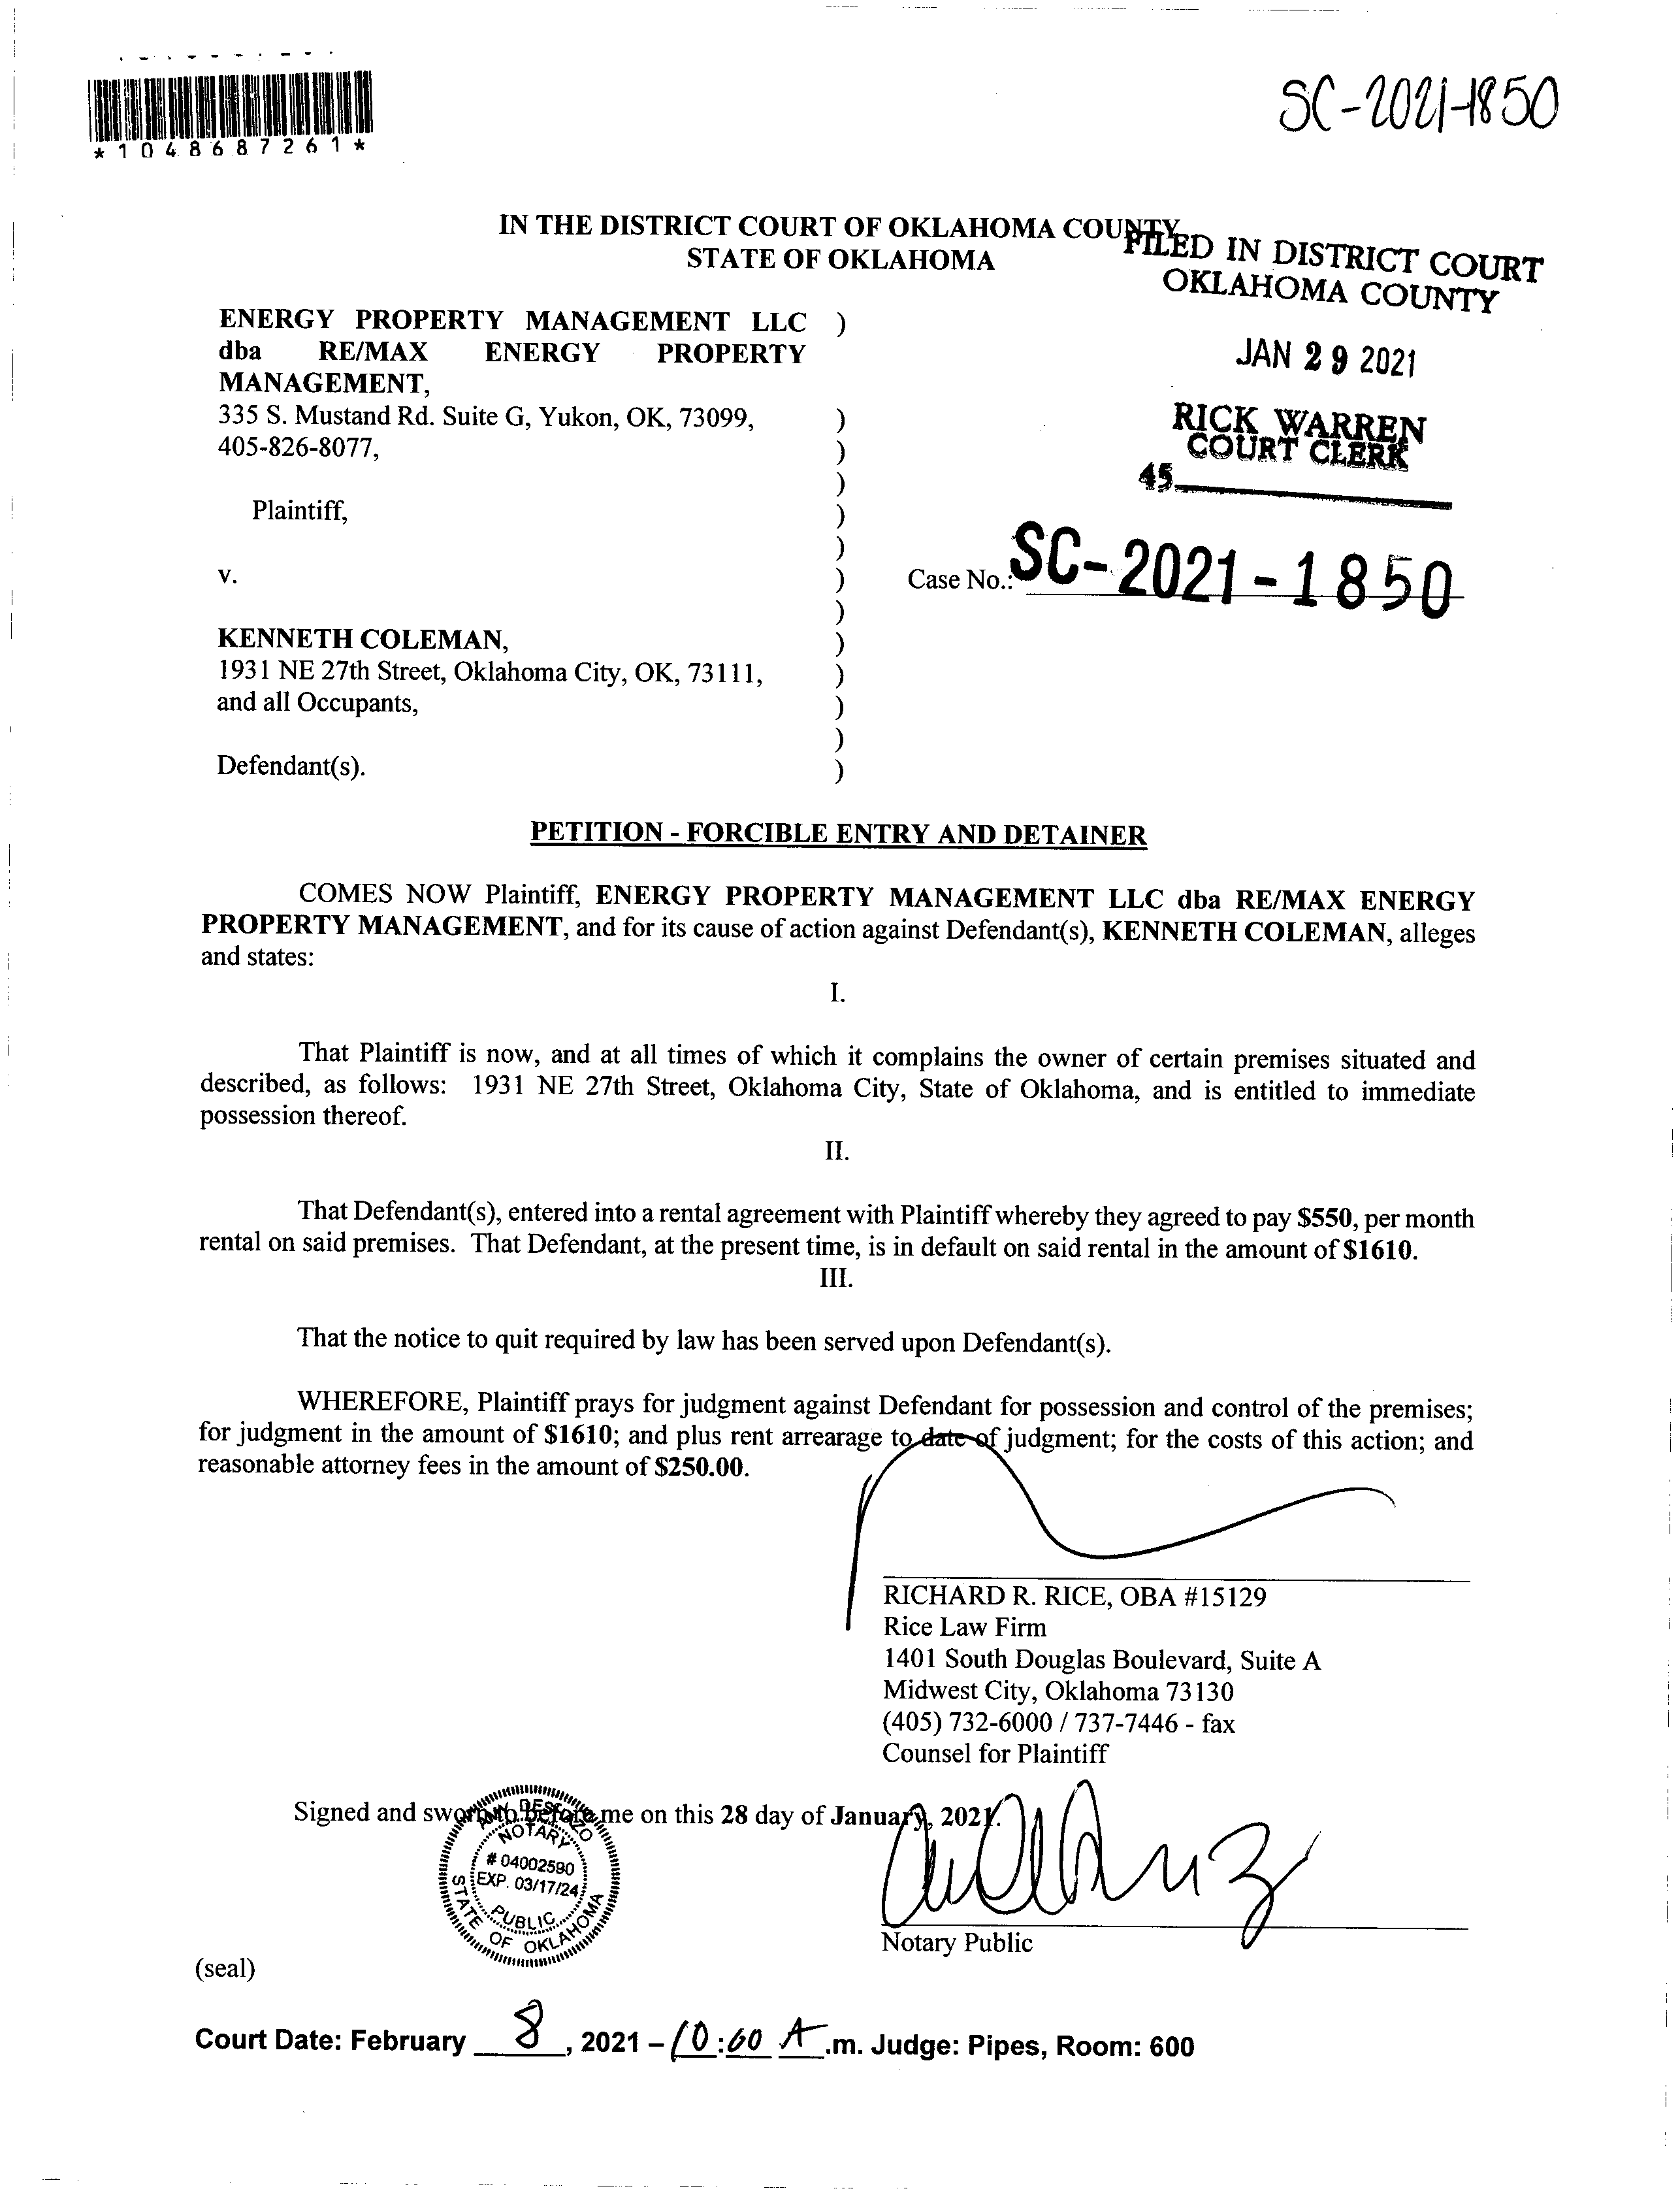 SC-2021-1850
*1048687261*
IN THE DISTRICT COURT OF OKLAHOMA COUNTY
STATE OF OKLAHOMA
FILED IN DISTRICT COURT
OKLAHOMA COUNTY
JAN 29 2021
RICK WARREN
COURT CLERK
45
ENERGY PROPERTY MANAGEMENT LLC )
dba RE/MAX ENERGY PROPERTY
MANAGEMENT,
335 S. Mustand Rd. Suite G, Yukon, OK, 73099, )
405-826-8077, )
)
Plaintiff, )
)
v. )
Case No.: SC-2021-1850
)
KENNETH COLEMAN, )
1931 NE 27th Street, Oklahoma City, OK, 73111, )
and all Occupants, )
)
Defendant(s). )
PETITION - FORCIBLE ENTRY AND DETAINER
COMES NOW Plaintiff, ENERGY PROPERTY MANAGEMENT LLC dba RE/MAX ENERGY
PROPERTY MANAGEMENT, and for its cause of action against Defendant(s), KENNETH COLEMAN, alleges
and states:
I.
That Plaintiff is now, and at all times of which it complains the owner of certain premises situated and
described, as follows: 1931 NE 27th Street, Oklahoma City, State of Oklahoma, and is entitled to immediate
possession thereof.
II.
That Defendant(s), entered into a rental agreement with Plaintiff whereby they agreed to pay $550, per month
rental on said premises. That Defendant, at the present time, is in default on said rental in the amount of $1610.
III.
That the notice to quit required by law has been served upon Defendant(s).
WHEREFORE, Plaintiff prays for judgment against Defendant for possession and control of the premises;
for judgment in the amount of $1610; and plus rent arrearage to date of judgment; for the costs of this action; and
reasonable attorney fees in the amount of $250.00.
RICHARD R. RICE, OBA #15129
Rice Law Firm
1401 South Douglas Boulevard, Suite A
Midwest City, Oklahoma 73130
(405) 732-6000 / 737-7446 - fax
Counsel for Plaintiff
Signed and sworn to before me on this 28 day of January, 2021.
NOTARY
# 04002590
EXP. 03/17/24
PUBLIC
STATE OF OKLAHOMA
Notary Public
(seal)
Court Date: February 8, 2021 – 10:00 A.m. Judge: Pipes, Room: 600